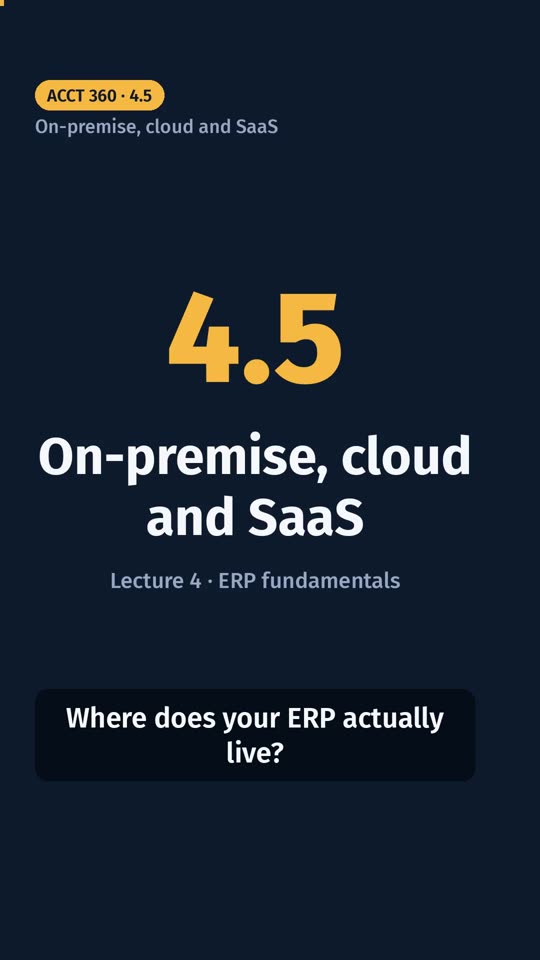 ACCT 360 · 4.5
On-premise, cloud and SaaS
4.5
On-premise, cloud
and SaaS
Lecture 4 · ERP fundamentals
Where does your ERP actually
live?